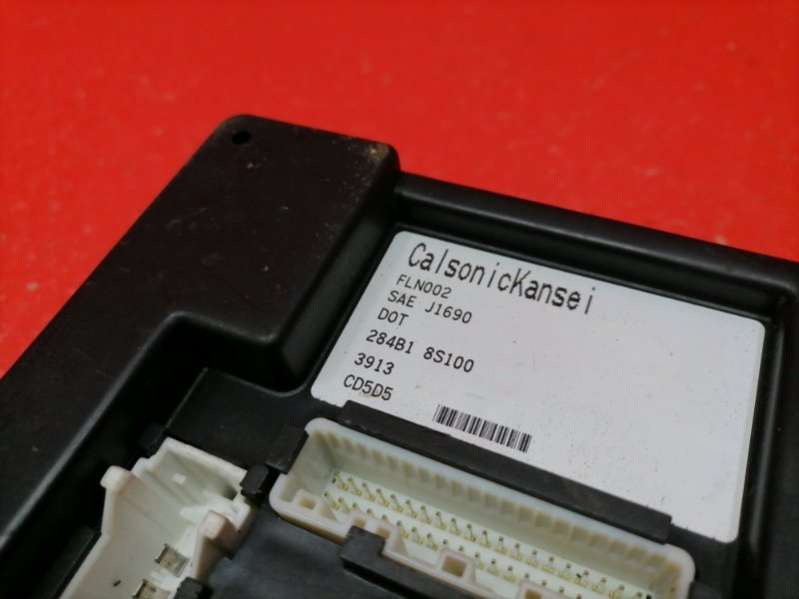 CalsonicKansei
FLN002
SAE J1690
DOT
284B1 8S100
3913
CD5D5